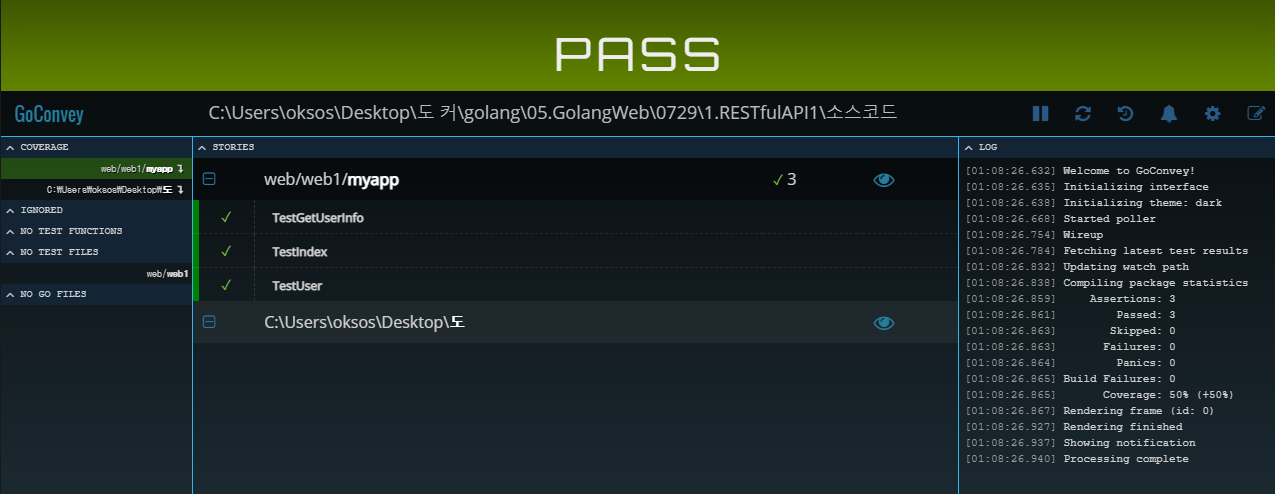 PASS
GoConvey
C:\Users\oksos\Desktop\도 커\golang\05.GolangWeb\0729\1.RESTfulAPI1\소스코드
COVERAGE
web/web1/myapp
C:₩Users₩oksos₩Desktop₩도
IGNORED
NO TEST FUNCTIONS
NO TEST FILES
web/web1
NO GO FILES
STORIES
web/web1/myapp ✓ 3
✓ TestGetUserInfo
✓ TestIndex
✓ TestUser
C:\Users\oksos\Desktop\도
LOG
[01:08:26.632] Welcome to GoConvey!
[01:08:26.635] Initializing interface
[01:08:26.638] Initializing theme: dark
[01:08:26.668] Started poller
[01:08:26.754] Wireup
[01:08:26.784] Fetching latest test results
[01:08:26.832] Updating watch path
[01:08:26.838] Compiling package statistics
[01:08:26.859] Assertions: 3
[01:08:26.861] Passed: 3
[01:08:26.863] Skipped: 0
[01:08:26.863] Failures: 0
[01:08:26.864] Panics: 0
[01:08:26.865] Build Failures: 0
[01:08:26.865] Coverage: 50% (+50%)
[01:08:26.867] Rendering frame (id: 0)
[01:08:26.927] Rendering finished
[01:08:26.937] Showing notification
[01:08:26.940] Processing complete